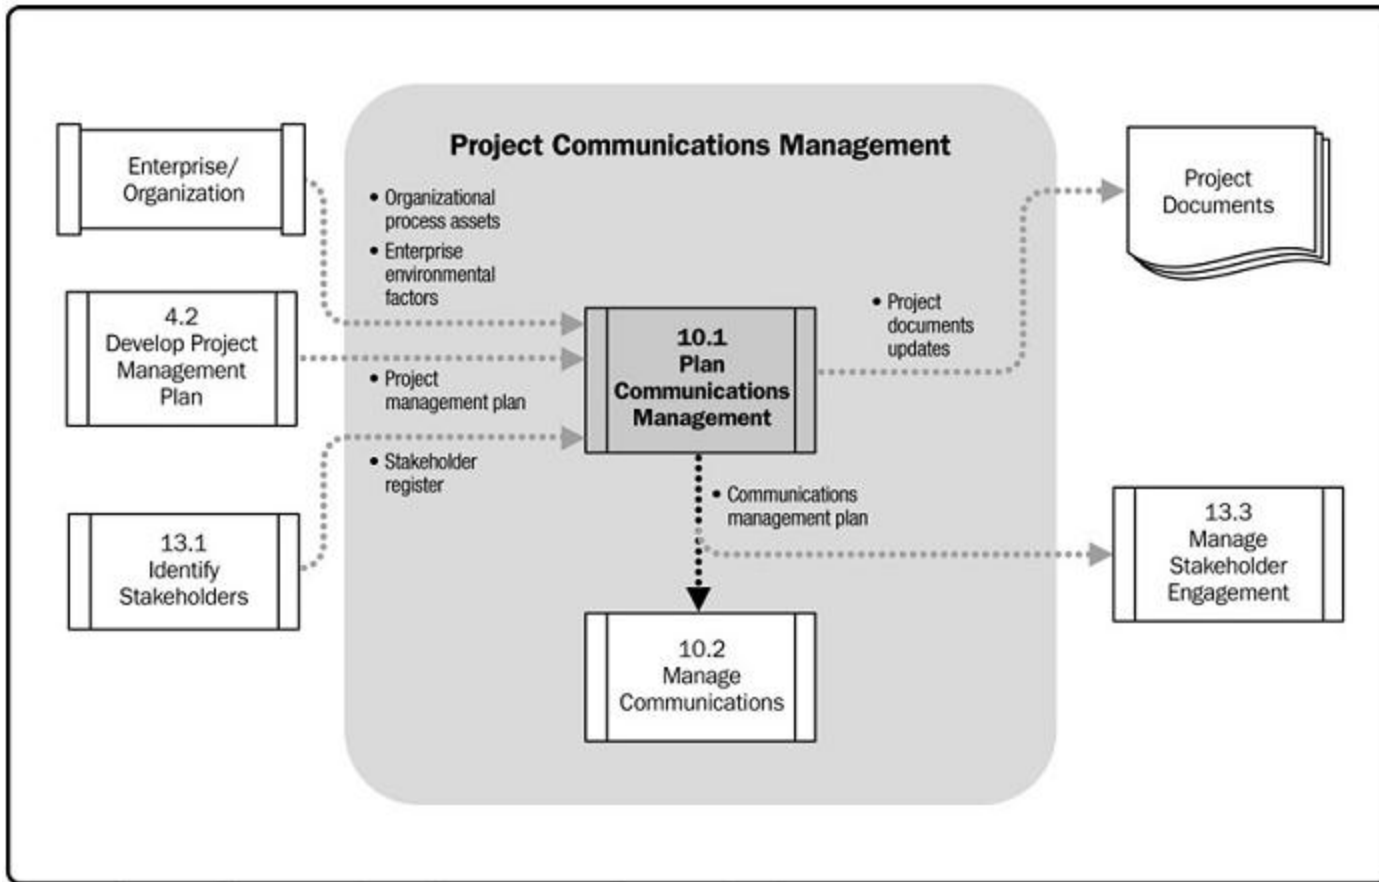 Project Communications Management
Enterprise/
Organization
• Organizational
process assets
• Enterprise
environmental
factors
4.2
Develop Project
Management
Plan
• Project
management plan
13.1
Identify
Stakeholders
• Stakeholder
register
10.1
Plan
Communications
Management
• Project
documents
updates
Project
Documents
• Communications
management plan
10.2
Manage
Communications
13.3
Manage
Stakeholder
Engagement